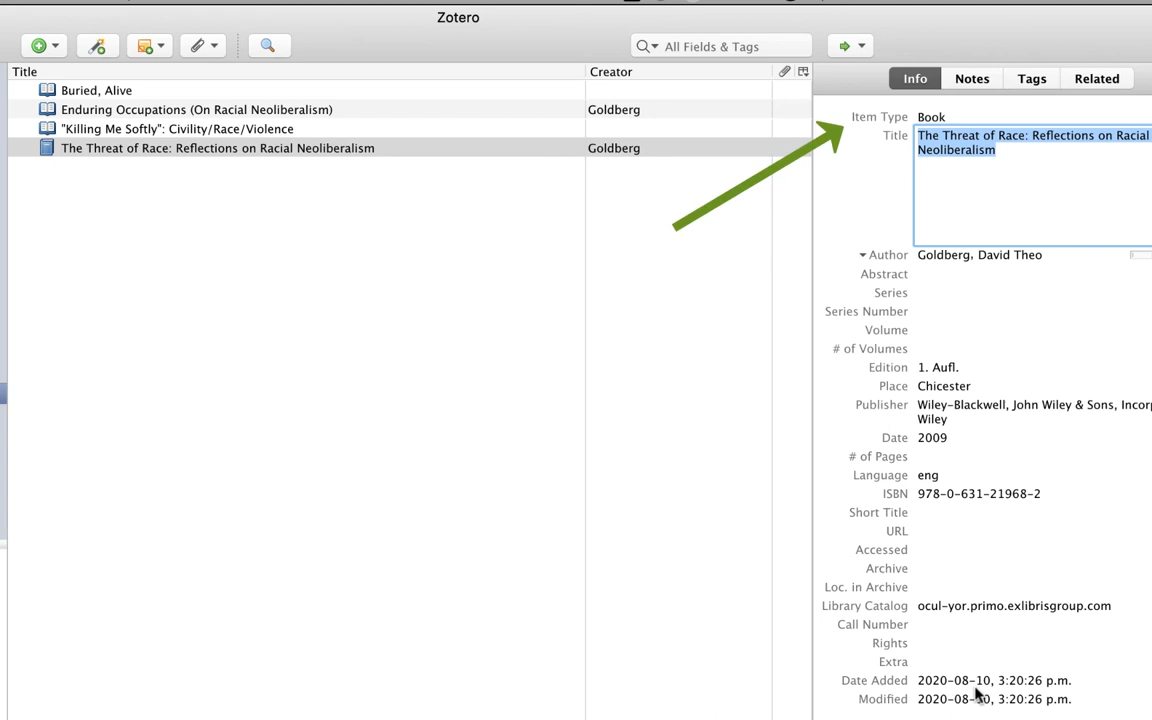 Zotero
All Fields & Tags
Title Creator
Buried, Alive
Enduring Occupations (On Racial Neoliberalism) Goldberg
"Killing Me Softly": Civility/Race/Violence
The Threat of Race: Reflections on Racial Neoliberalism Goldberg
Info Notes Tags Related
Item Type Book
Title The Threat of Race: Reflections on Racial
Neoliberalism
Author Goldberg, David Theo
Abstract
Series
Series Number
Volume
# of Volumes
Edition 1. Aufl.
Place Chicester
Publisher Wiley-Blackwell, John Wiley & Sons, Incorp
Wiley
Date 2009
# of Pages
Language eng
ISBN 978-0-631-21968-2
Short Title
URL
Accessed
Archive
Loc. in Archive
Library Catalog ocul-yor.primo.exlibrisgroup.com
Call Number
Rights
Extra
Date Added 2020-08-10, 3:20:26 p.m.
Modified 2020-08-10, 3:20:26 p.m.